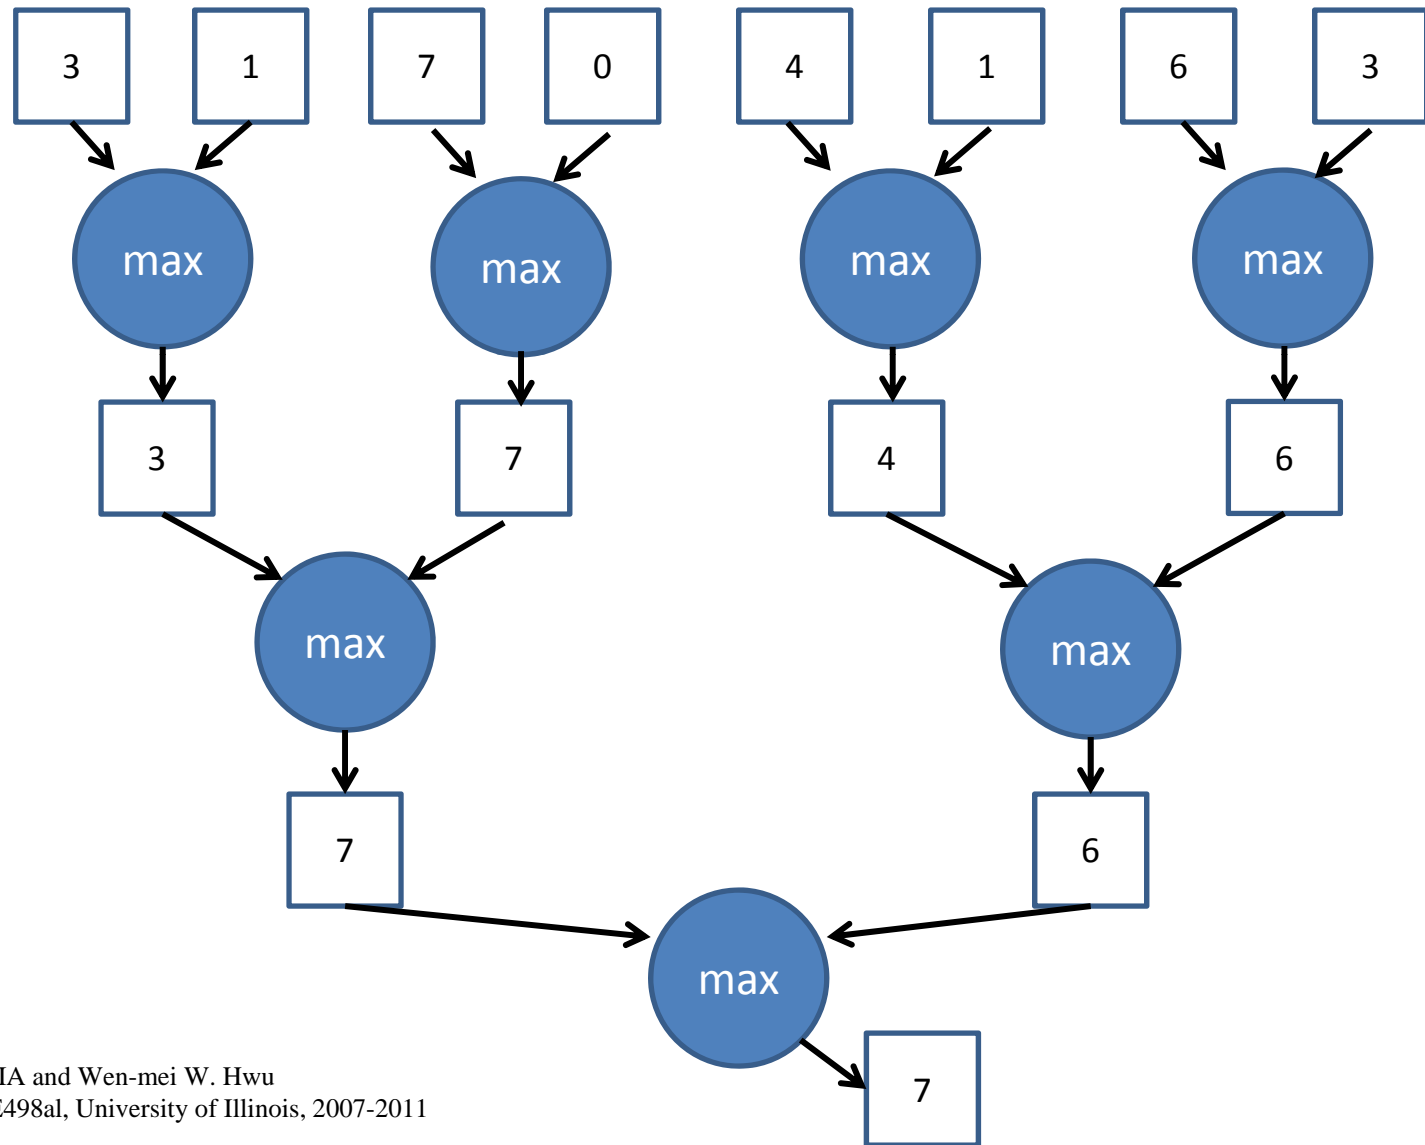 3 1 7 0 4 1 6 3
max max max max
3 7 4 6
max max
7 6
max
7
IA and Wen-mei W. Hwu
E498al, University of Illinois, 2007-2011